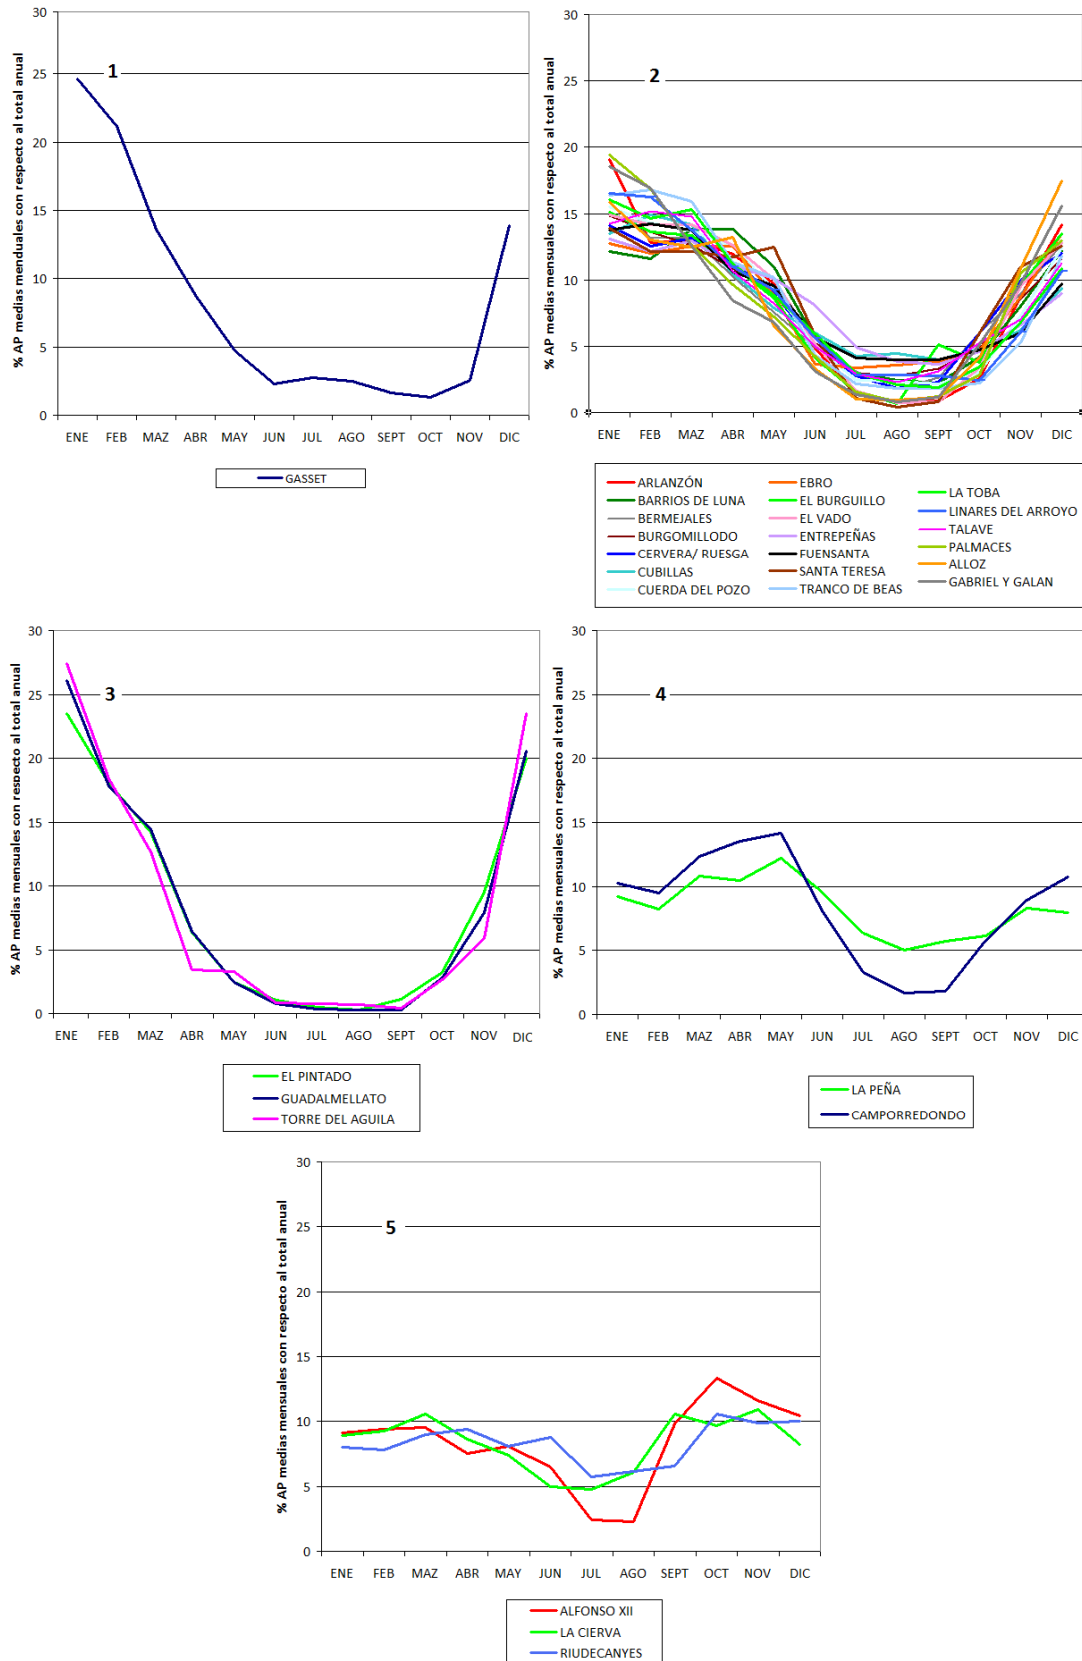 % AP medias menduales con respecto al total anual
30
25
20
15
10
5
0
1
ENE FEB MAZ ABR MAY JUN JUL AGO SEPT OCT NOV DIC
GASSET
% AP medias mensuales con respecto al total anual
30
25
20
15
10
5
0
2
ENE FEB MAZ ABR MAY JUN JUL AGO SEPT OCT NOV DIC
ARLANZÓN
BARRIOS DE LUNA
BERMEJALES
BURGOMILLODO
CERVERA/ RUESGA
CUBILLAS
CUERDA DEL POZO
EBRO
EL BURGUILLO
EL VADO
ENTREPEÑAS
FUENSANTA
SANTA TERESA
TRANCO DE BEAS
LA TOBA
LINARES DEL ARROYO
TALAVE
PALMACES
ALLOZ
GABRIEL Y GALAN
% AP medias mensuales con respecto al total anual
30
25
20
15
10
5
0
3
ENE FEB MAZ ABR MAY JUN JUL AGO SEPT OCT NOV DIC
EL PINTADO
GUADALMELLATO
TORRE DEL AGUILA
% AP medias mensuales con respecto al total anual
30
25
20
15
10
5
0
4
ENE FEB MAZ ABR MAY JUN JUL AGO SEPT OCT NOV DIC
LA PEÑA
CAMPORREDONDO
% AP medias mensuales con respecto al total anual
30
25
20
15
10
5
0
5
ENE FEB MAZ ABR MAY JUN JUL AGO SEPT OCT NOV DIC
ALFONSO XII
LA CIERVA
RIUDECANYES